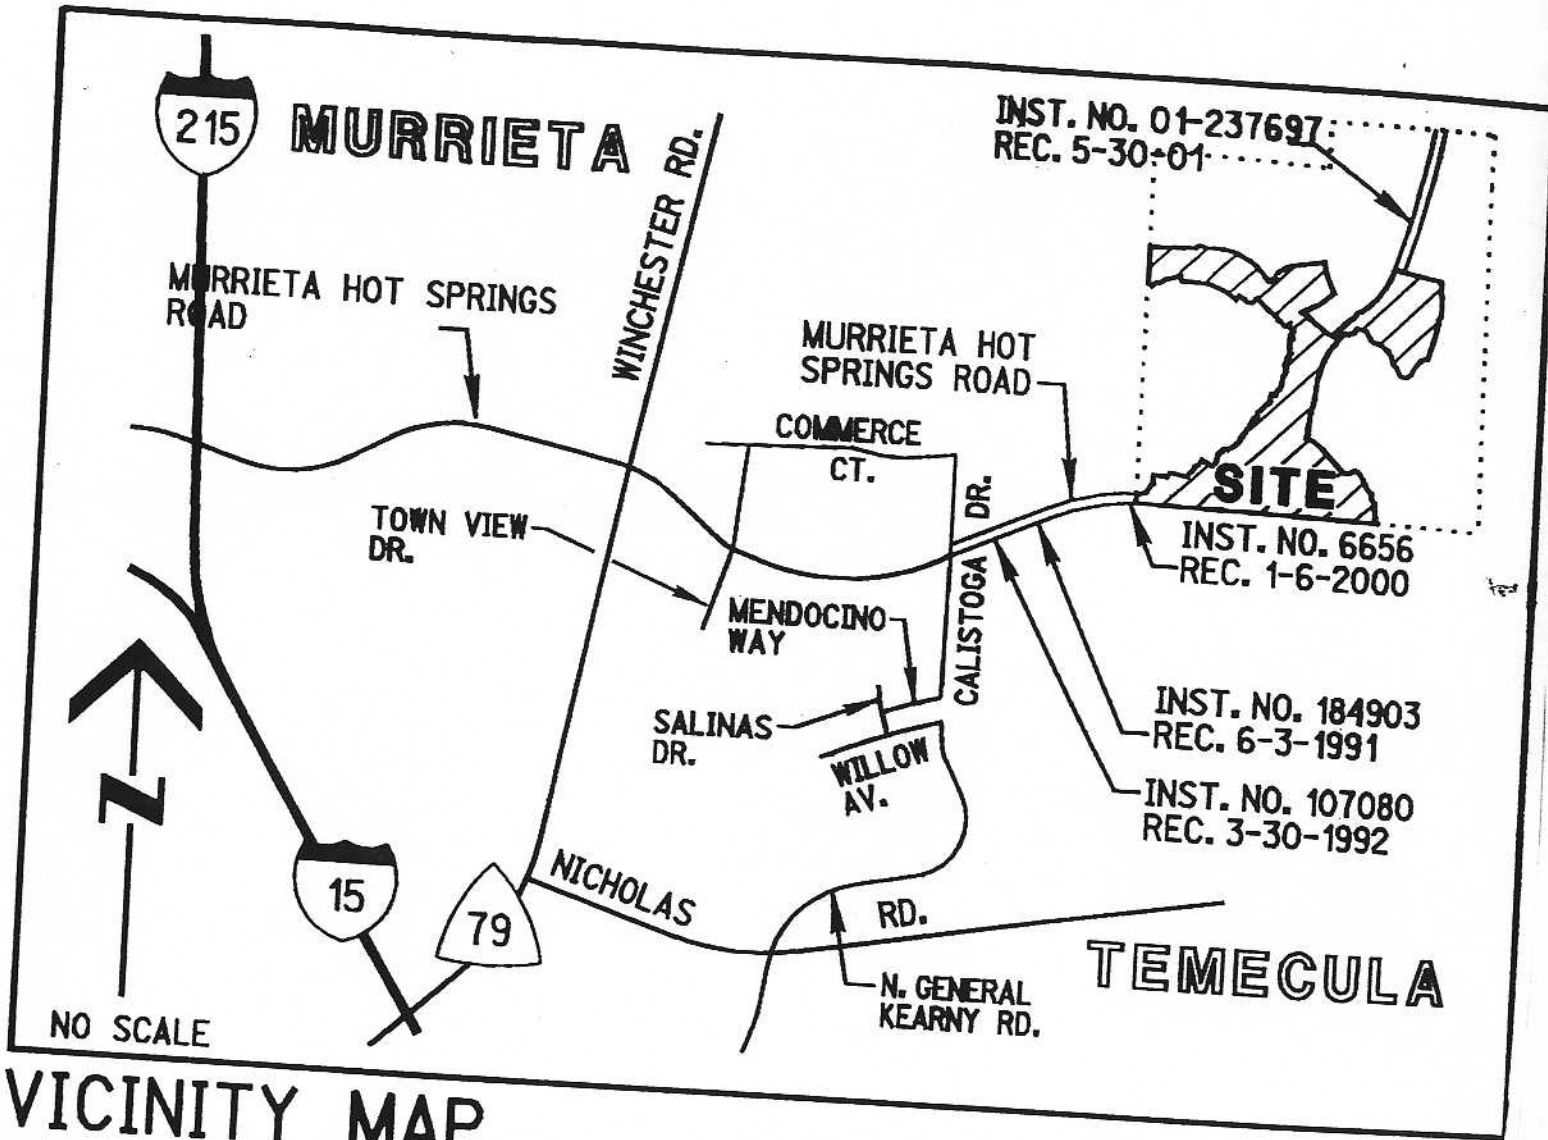 215
MURRIETA
WINCHESTER RD.
INST. NO. 01-237697
REC. 5-30-01
MURRIETA HOT SPRINGS
ROAD
MURRIETA HOT
SPRINGS ROAD
COMMERCE
CT.
SITE
TOWN VIEW
DR.
CALISTOGA DR.
INST. NO. 6656
REC. 1-6-2000
MENDOCINO
WAY
SALINAS
DR.
WILLOW
AV.
INST. NO. 184903
REC. 6-3-1991
INST. NO. 107080
REC. 3-30-1992
N
15
79
NICHOLAS RD.
TEMECULA
N. GENERAL
KEARNY RD.
NO SCALE
VICINITY MAP